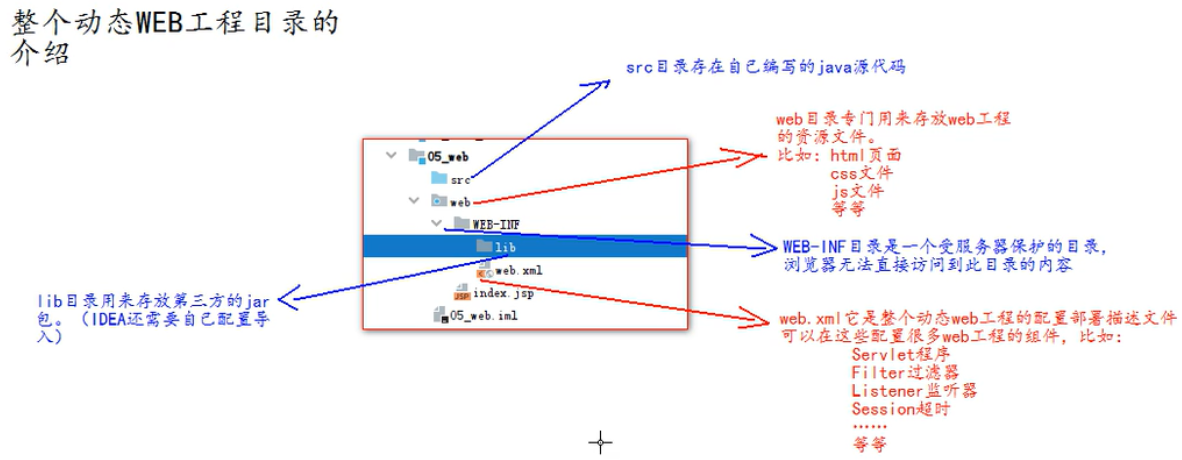 整个动态WEB工程目录的
介绍
src目录存在自己编写的java源代码
web目录专门用来存放web工程
的资源文件。
比如：html页面
css文件
js文件
等等
05_web
src
web
WEB-INF
lib
web.xml
index.jsp
05_web.iml
WEB-INF目录是一个受服务器保护的目录，
浏览器无法直接访问到此目录的内容
lib目录用来存放第三方的jar
包。（IDEA还需要自己配置导
入）
web.xml它是整个动态web工程的配置部署描述文件
可以在这些配置很多web工程的组件，比如：
Servlet程序
Filter过滤器
Listener监听器
Session超时
……
等等